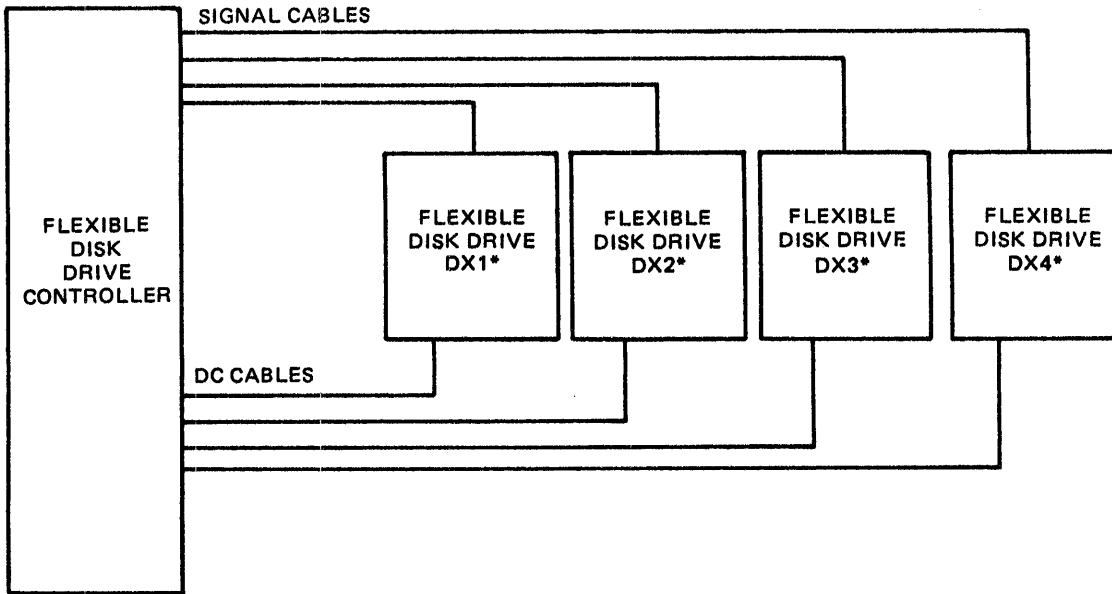 SIGNAL CABLES
FLEXIBLE
DISK
DRIVE
CONTROLLER
FLEXIBLE
DISK DRIVE
DX1*
FLEXIBLE
DISK DRIVE
DX2*
FLEXIBLE
DISK DRIVE
DX3*
FLEXIBLE
DISK DRIVE
DX4*
DC CABLES